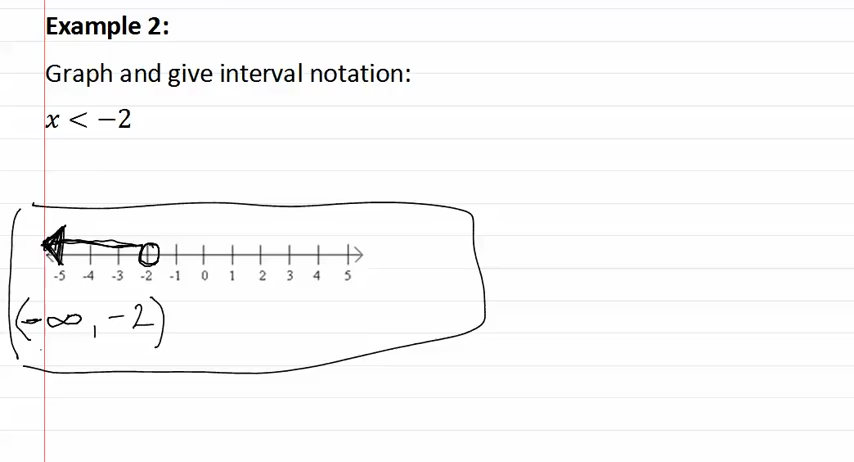 Example 2:
Graph and give interval notation:
x < −2
-5 -4 -3 -2 -1 0 1 2 3 4 5
(-∞, -2)